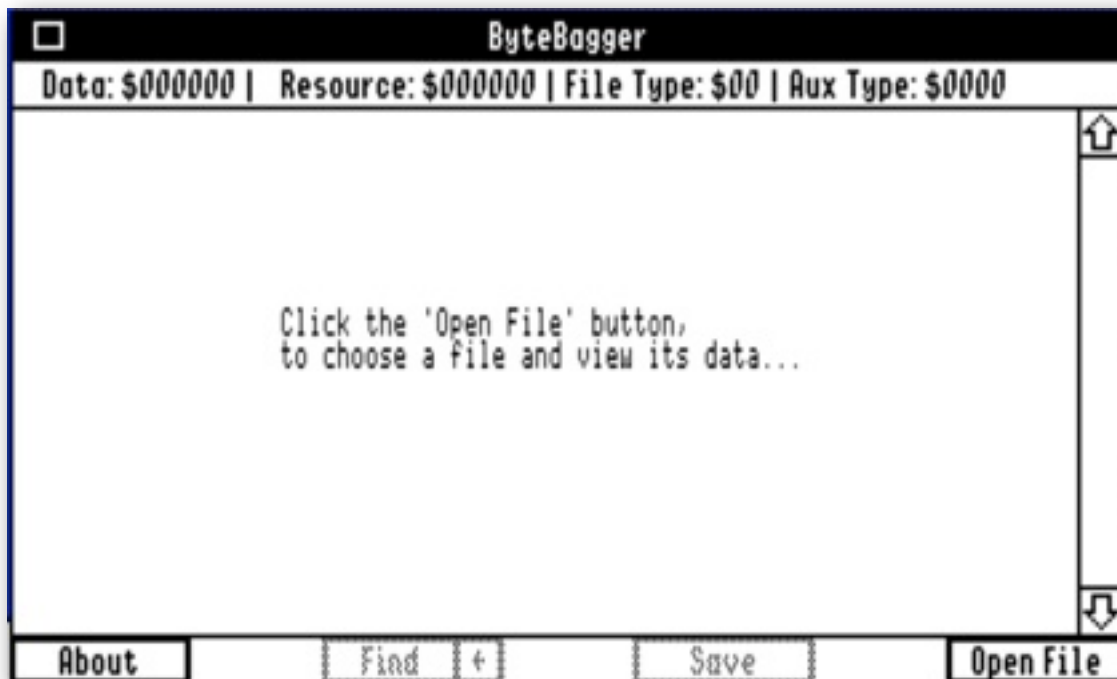 ByteBagger
Data: $000000 | Resource: $000000 | File Type: $00 | Aux Type: $0000
Click the 'Open File' button,
to choose a file and view its data...
About Find ← Save Open File